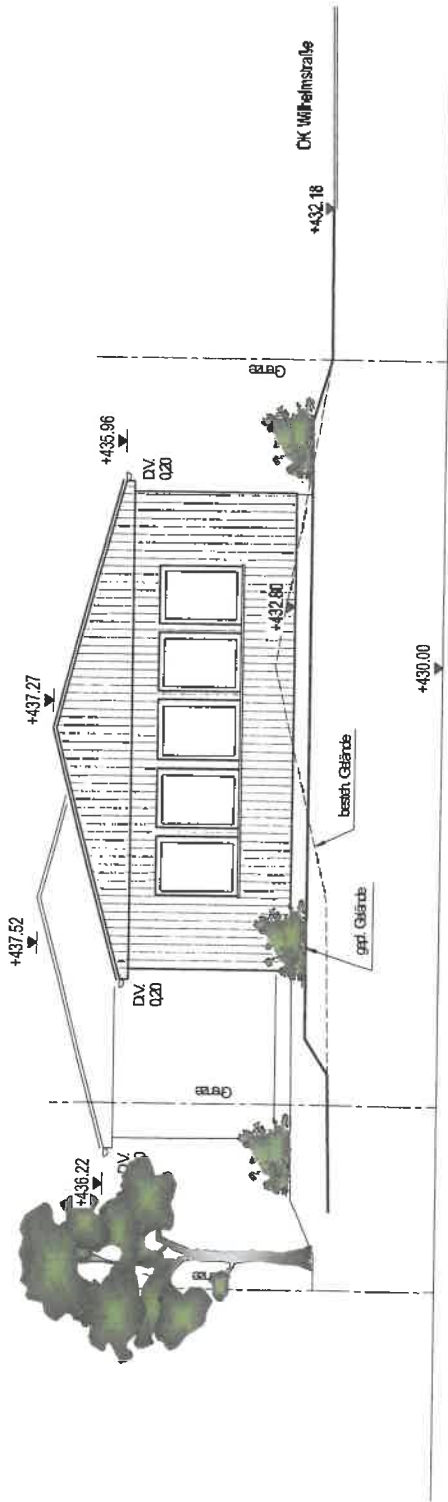 +437.52
+437.27
+435.96
+436.22
D.V.
0,20
D.V.
0,20
D.V.
Grenze
Grenze
+432.80
+432.18
OK Wilhelmstraße
besteh. Gelände
gepl. Gelände
+430.00